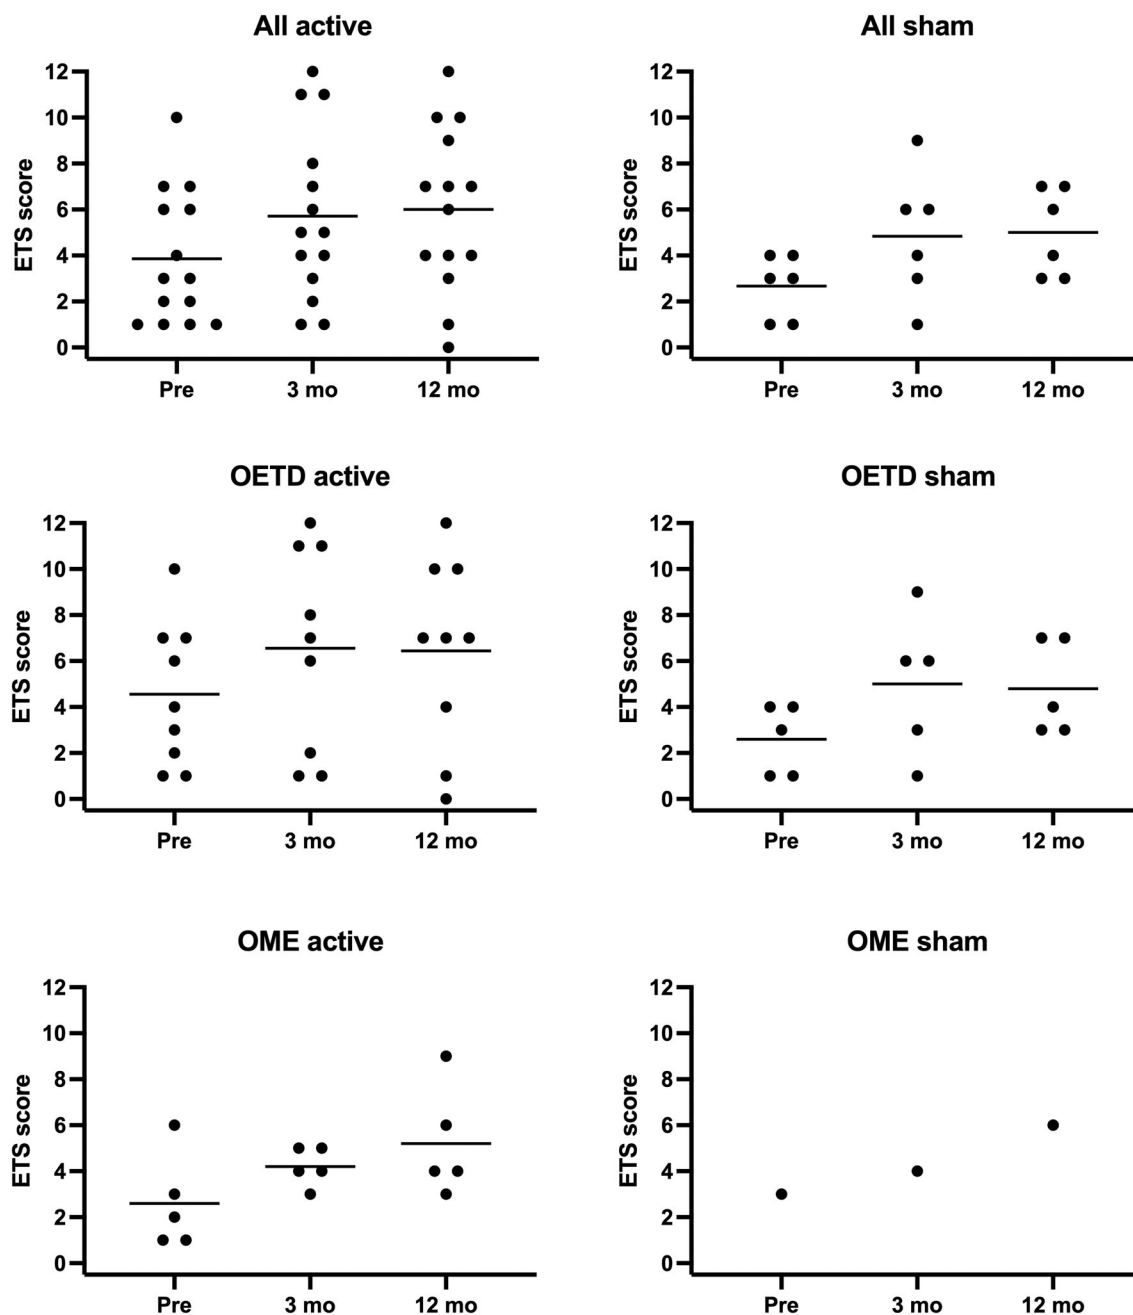 All active
ETS score
12
10
8
6
4
2
0
Pre 3 mo 12 mo
All sham
ETS score
12
10
8
6
4
2
0
Pre 3 mo 12 mo
OETD active
ETS score
12
10
8
6
4
2
0
Pre 3 mo 12 mo
OETD sham
ETS score
12
10
8
6
4
2
0
Pre 3 mo 12 mo
OME active
ETS score
12
10
8
6
4
2
0
Pre 3 mo 12 mo
OME sham
ETS score
12
10
8
6
4
2
0
Pre 3 mo 12 mo